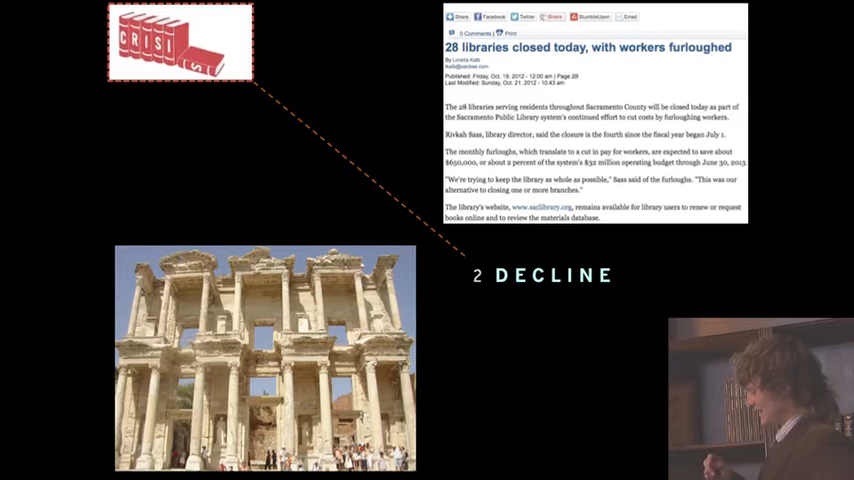 CRISIS
Share Facebook Twitter Share StumbleUpon Email
0 Comments Print
28 libraries closed today, with workers furloughed
By Loretta Kalb
lkalb@sacbee.com
Published: Friday, Oct. 19, 2012 - 12:00 am | Page 2B
Last Modified: Sunday, Oct. 21, 2012 - 10:43 am
The 28 libraries serving residents throughout Sacramento County will be closed today as part of
the Sacramento Public Library system's continued effort to cut costs by furloughing workers.
Rivkah Sass, library director, said the closure is the fourth since the fiscal year began July 1.
The monthly furloughs, which translate to a cut in pay for workers, are expected to save about
$650,000, or about 2 percent of the system's $32 million operating budget through June 30, 2013.
"We're trying to keep the library as whole as possible," Sass said of the furloughs. "This was our
alternative to closing one or more branches."
The library's website, www.saclibrary.org, remains available for library users to renew or request
books online and to review the materials database.
2 DECLINE